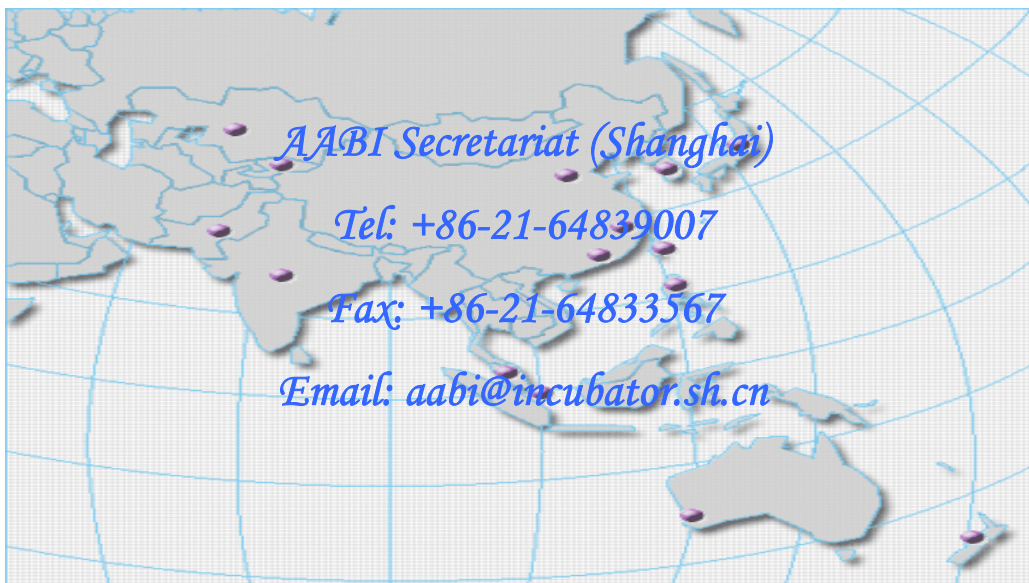 AABI Secretariat (Shanghai)
Tel: +86-21-64839007
Fax: +86-21-64833567
Email: aabi@incubator.sh.cn